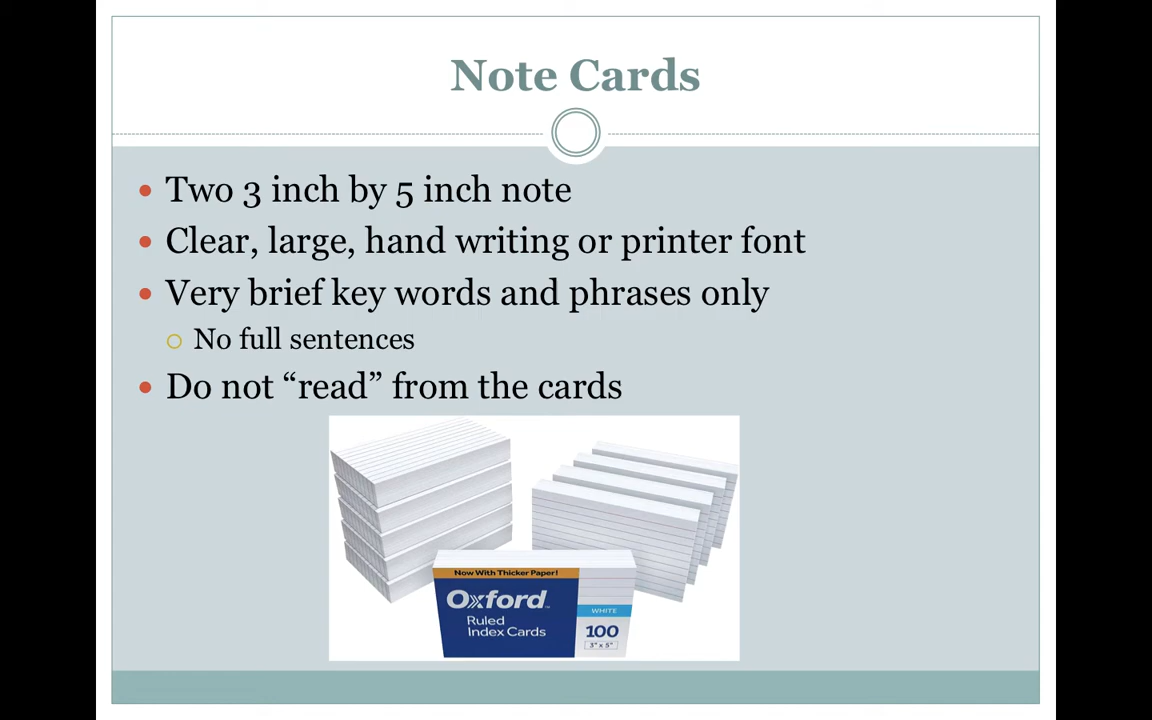 Note Cards
Two 3 inch by 5 inch note
Clear, large, hand writing or printer font
Very brief key words and phrases only
No full sentences
Do not “read” from the cards
Now With Thicker Paper!
Oxford
Ruled
Index Cards
WHITE
100
3" x 5"